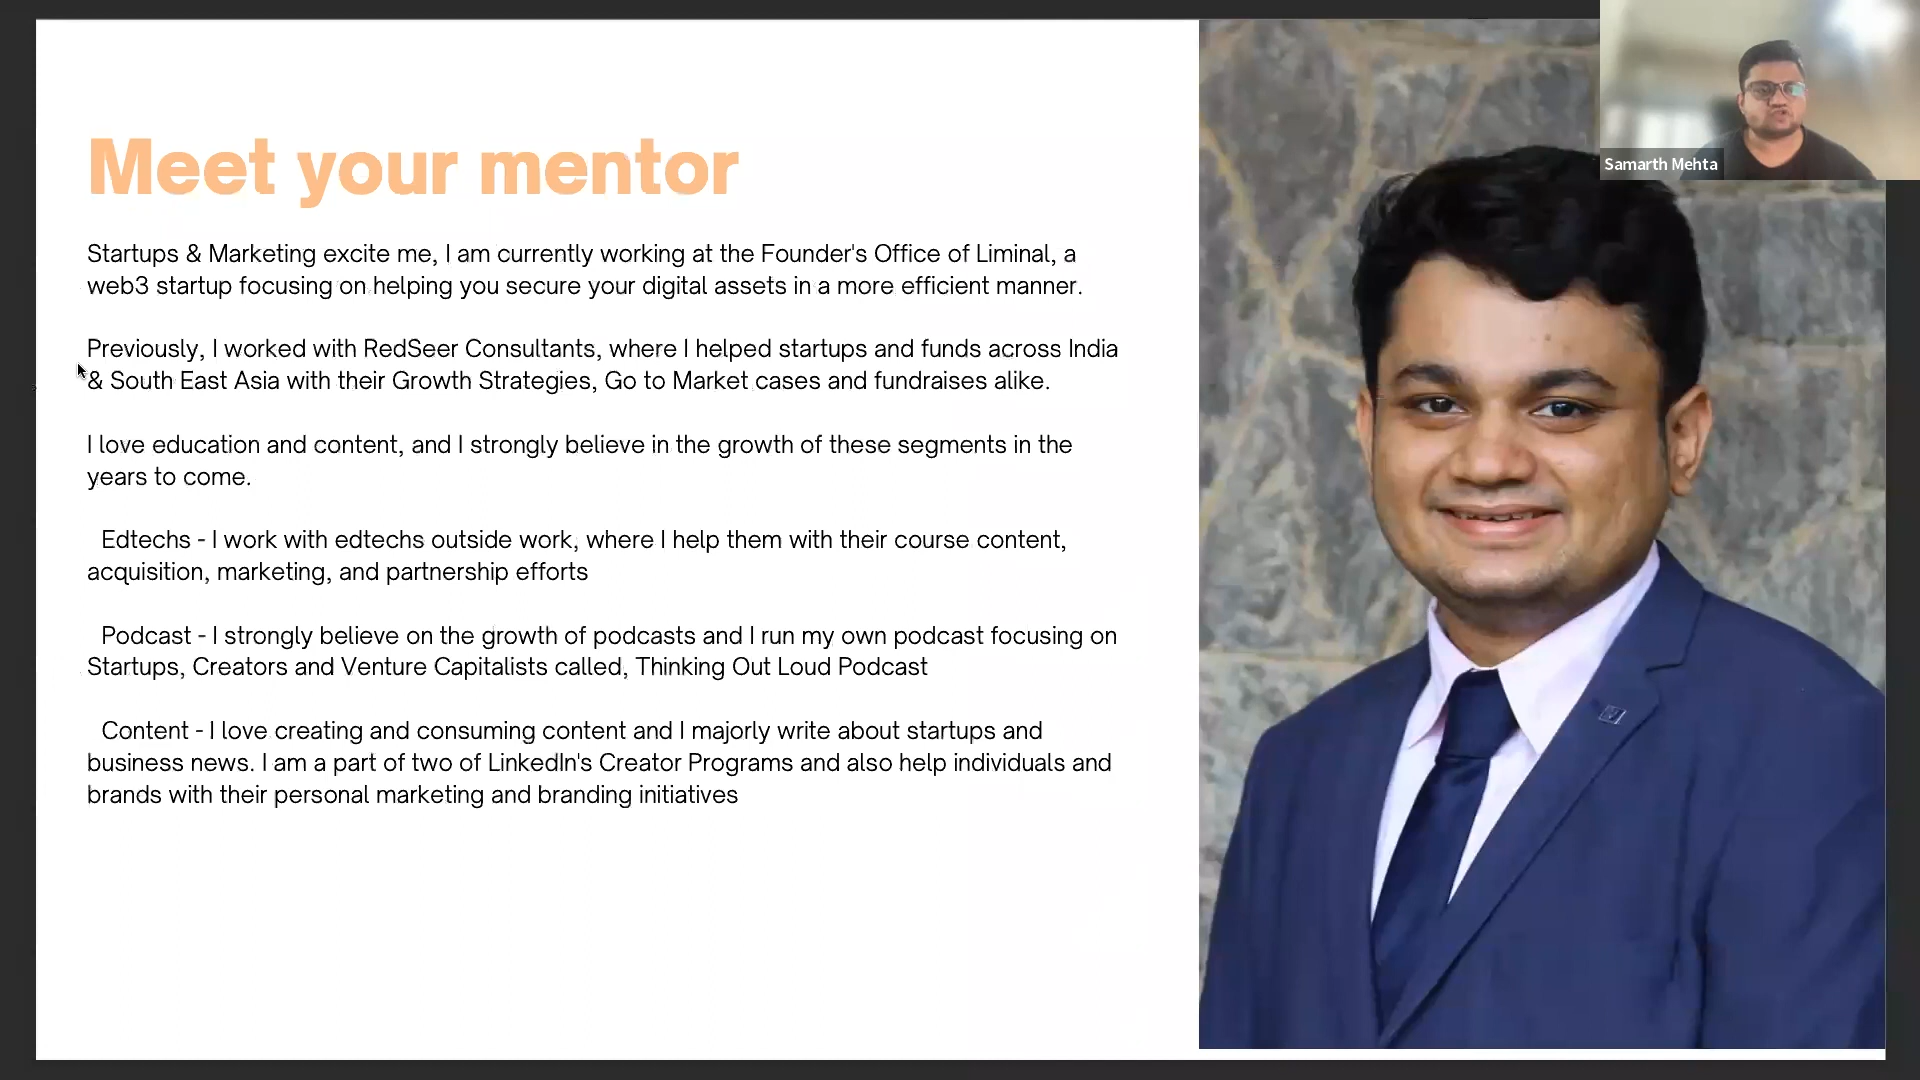 Meet your mentor
Startups & Marketing excite me, I am currently working at the Founder's Office of Liminal, a
web3 startup focusing on helping you secure your digital assets in a more efficient manner.
Previously, I worked with RedSeer Consultants, where I helped startups and funds across India
& South East Asia with their Growth Strategies, Go to Market cases and fundraises alike.
I love education and content, and I strongly believe in the growth of these segments in the
years to come.
Edtechs - I work with edtechs outside work, where I help them with their course content,
acquisition, marketing, and partnership efforts
Podcast - I strongly believe on the growth of podcasts and I run my own podcast focusing on
Startups, Creators and Venture Capitalists called, Thinking Out Loud Podcast
Content - I love creating and consuming content and I majorly write about startups and
business news. I am a part of two of LinkedIn's Creator Programs and also help individuals and
brands with their personal marketing and branding initiatives
Samarth Mehta